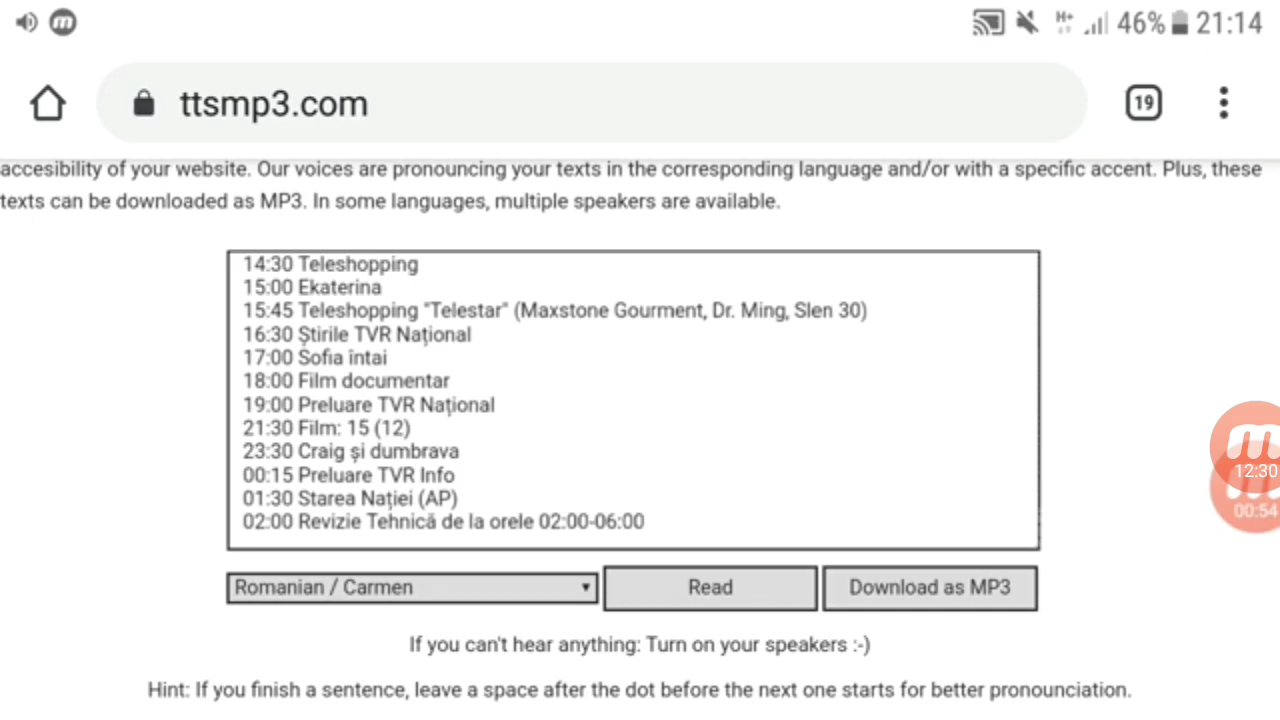 46% 21:14
ttsmp3.com
19
accesibility of your website. Our voices are pronouncing your texts in the corresponding language and/or with a specific accent. Plus, these
texts can be downloaded as MP3. In some languages, multiple speakers are available.
14:30 Teleshopping
15:00 Ekaterina
15:45 Teleshopping "Telestar" (Maxstone Gourment, Dr. Ming, Slen 30)
16:30 Știrile TVR Național
17:00 Sofia întai
18:00 Film documentar
19:00 Preluare TVR Național
21:30 Film: 15 (12)
23:30 Craig și dumbrava
00:15 Preluare TVR Info
01:30 Starea Nației (AP)
02:00 Revizie Tehnică de la orele 02:00-06:00
12:30
00:54
Romanian / Carmen
Read
Download as MP3
If you can't hear anything: Turn on your speakers :-)
Hint: If you finish a sentence, leave a space after the dot before the next one starts for better pronounciation.